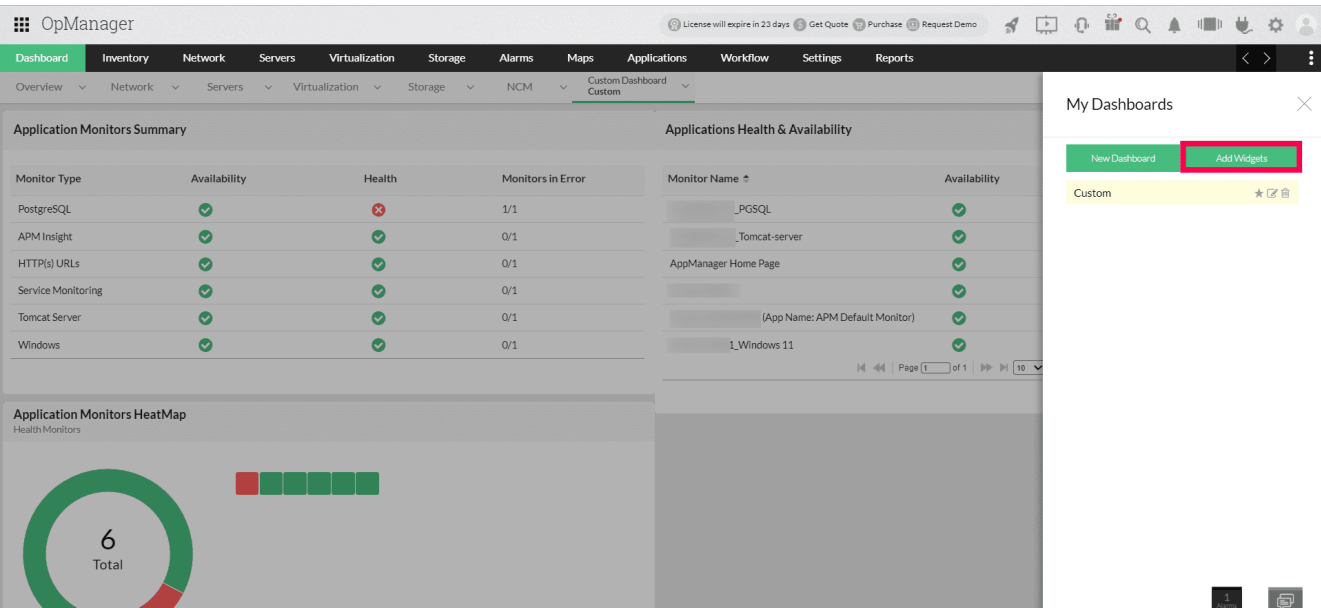 OpManager
License will expire in 23 days Get Quote Purchase Request Demo
Dashboard Inventory Network Servers Virtualization Storage Alarms Maps Applications Workflow Settings Reports
Overview Network Servers Virtualization Storage NCM Custom Dashboard
Custom
My Dashboards
New Dashboard Add Widgets
Custom
Application Monitors Summary
Monitor Type Availability Health Monitors in Error
PostgreSQL 1/1
APM Insight 0/1
HTTP(s) URLs 0/1
Service Monitoring 0/1
Tomcat Server 0/1
Windows 0/1
Applications Health & Availability
Monitor Name Availability
_PGSQL
_Tomcat-server
AppManager Home Page
(App Name: APM Default Monitor)
1_Windows 11
Page 1 of 1 10
Application Monitors HeatMap
Health Monitors
6
Total
1
Alarms